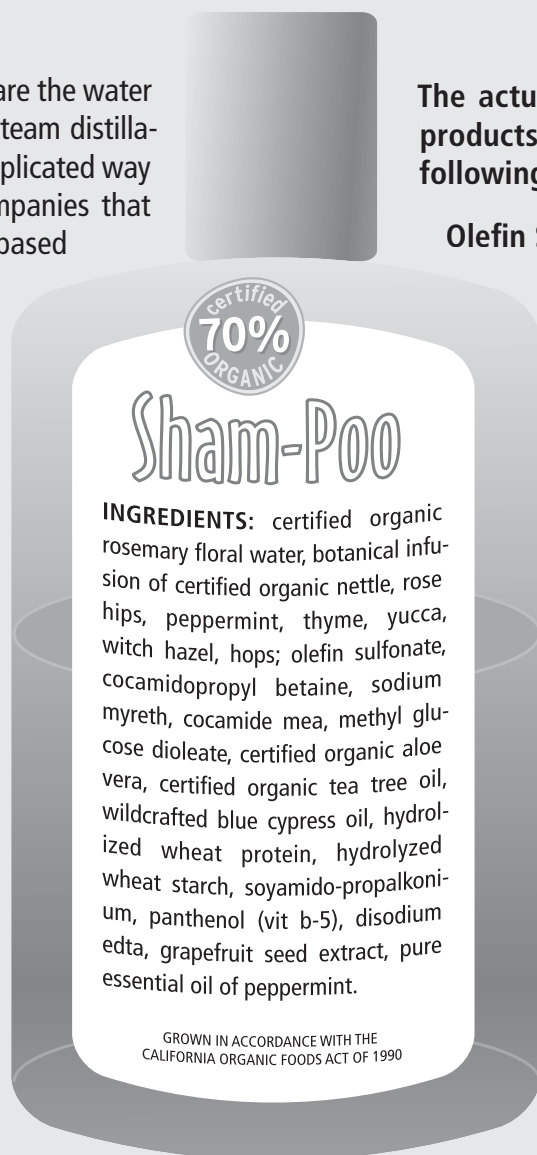 are the water
team distilla-
plicated way
mpanies that
based
The actu
products
following
Olefin S
certified
70%
ORGANIC
Sham-Poo
INGREDIENTS: certified organic
rosemary floral water, botanical infu-
sion of certified organic nettle, rose
hips, peppermint, thyme, yucca,
witch hazel, hops; olefin sulfonate,
cocamidopropyl betaine, sodium
myreth, cocamide mea, methyl glu-
cose dioleate, certified organic aloe
vera, certified organic tea tree oil,
wildcrafted blue cypress oil, hydrol-
ized wheat protein, hydrolyzed
wheat starch, soyamido-propalkoni-
um, panthenol (vit b-5), disodium
edta, grapefruit seed extract, pure
essential oil of peppermint.
GROWN IN ACCORDANCE WITH THE
CALIFORNIA ORGANIC FOODS ACT OF 1990